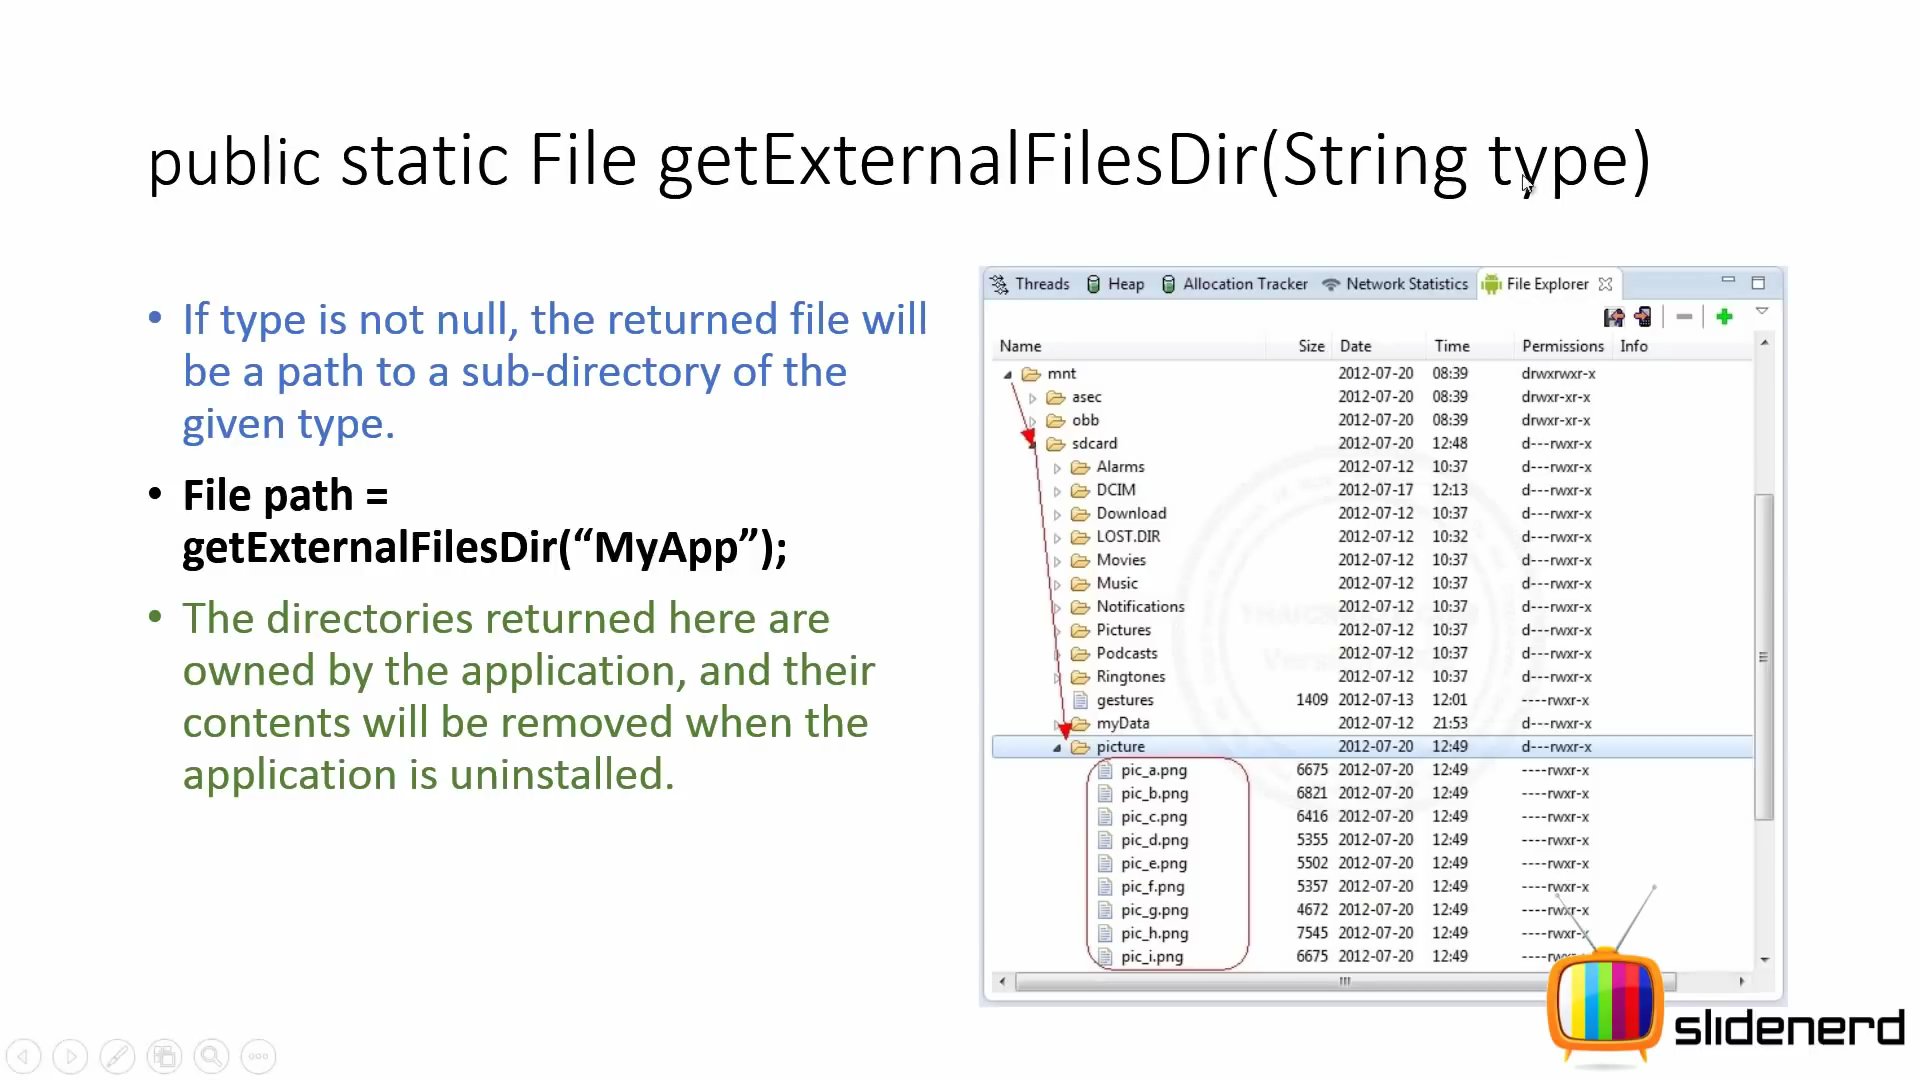 public static File getExternalFilesDir(String type)
• If type is not null, the returned file will
be a path to a sub-directory of the
given type.
• File path =
getExternalFilesDir(“MyApp”);
• The directories returned here are
owned by the application, and their
contents will be removed when the
application is uninstalled.
Threads Heap Allocation Tracker Network Statistics File Explorer
Name Size Date Time Permissions Info
mnt 2012-07-20 08:39 drwxrwxr-x
asec 2012-07-20 08:39 drwxr-xr-x
obb 2012-07-20 08:39 drwxr-xr-x
sdcard 2012-07-20 12:48 d---rwxr-x
Alarms 2012-07-12 10:37 d---rwxr-x
DCIM 2012-07-17 12:13 d---rwxr-x
Download 2012-07-12 10:37 d---rwxr-x
LOST.DIR 2012-07-12 10:32 d---rwxr-x
Movies 2012-07-12 10:37 d---rwxr-x
Music 2012-07-12 10:37 d---rwxr-x
Notifications 2012-07-12 10:37 d---rwxr-x
Pictures 2012-07-12 10:37 d---rwxr-x
Podcasts 2012-07-12 10:37 d---rwxr-x
Ringtones 2012-07-12 10:37 d---rwxr-x
gestures 1409 2012-07-13 12:01 ----rwxr-x
myData 2012-07-12 21:53 d---rwxr-x
picture 2012-07-20 12:49 d---rwxr-x
pic_a.png 6675 2012-07-20 12:49 ----rwxr-x
pic_b.png 6821 2012-07-20 12:49 ----rwxr-x
pic_c.png 6416 2012-07-20 12:49 ----rwxr-x
pic_d.png 5355 2012-07-20 12:49 ----rwxr-x
pic_e.png 5502 2012-07-20 12:49 ----rwxr-x
pic_f.png 5357 2012-07-20 12:49 ----rwxr-x
pic_g.png 4672 2012-07-20 12:49 ----rwxr-x
pic_h.png 7545 2012-07-20 12:49 ----rwxr-x
pic_i.png 6675 2012-07-20 12:49
slidenerd